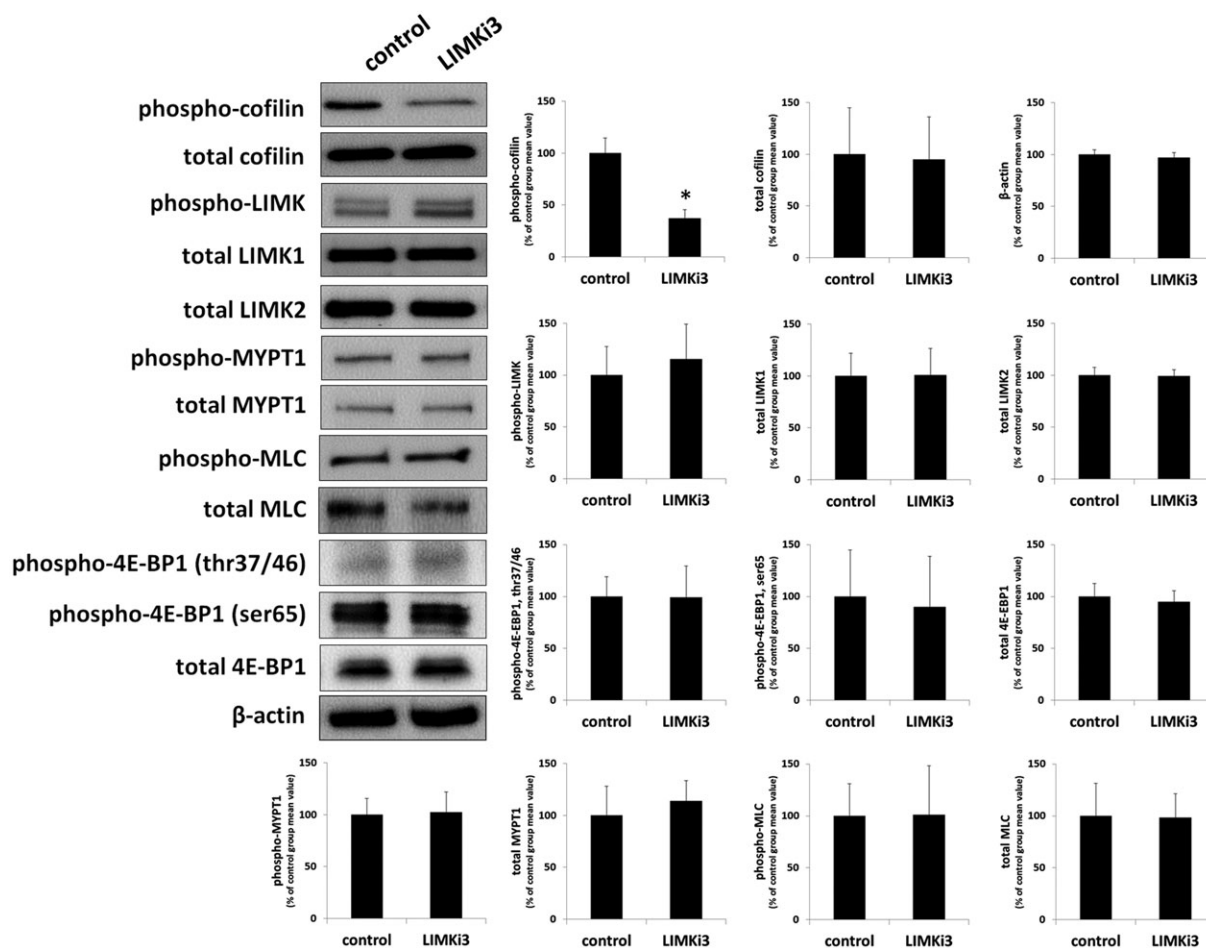 control LIMKi3
phospho-cofilin
total cofilin
phospho-LIMK
total LIMK1
total LIMK2
phospho-MYPT1
total MYPT1
phospho-MLC
total MLC
phospho-4E-BP1 (thr37/46)
phospho-4E-BP1 (ser65)
total 4E-BP1
β-actin
phospho-cofilin
(% of control group mean value)
150
100
50
0
*
control LIMKi3
total cofilin
(% of control group mean value)
150
100
50
0
control LIMKi3
β-actin
(% of control group mean value)
150
100
50
0
control LIMKi3
phospho-LIMK
(% of control group mean value)
150
100
50
0
control LIMKi3
total LIMK1
(% of control group mean value)
150
100
50
0
control LIMKi3
total LIMK2
(% of control group mean value)
150
100
50
0
control LIMKi3
phospho-4E-EBP1, thr37/46
(% of control group mean value)
150
100
50
0
control LIMKi3
phospho-4E-EBP1, ser65
(% of control group mean value)
150
100
50
0
control LIMKi3
total 4E-EBP1
(% of control group mean value)
150
100
50
0
control LIMKi3
phospho-MYPT1
(% of control group mean value)
150
100
50
0
control LIMKi3
total MYPT1
(% of control group mean value)
150
100
50
0
control LIMKi3
phospho-MLC
(% of control group mean value)
150
100
50
0
control LIMKi3
total MLC
(% of control group mean value)
150
100
50
0
control LIMKi3